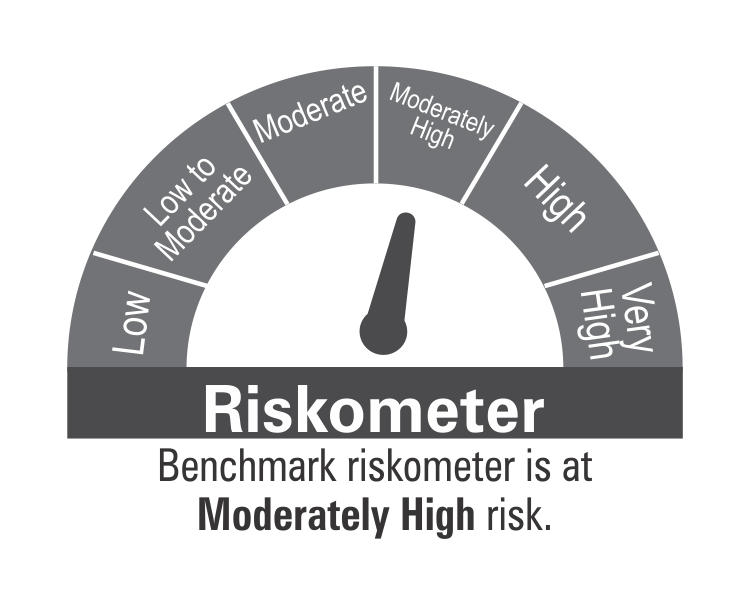 Low
Low to
Moderate
Moderate
Moderately
High
High
Very
High
Riskometer
Benchmark riskometer is at
Moderately High risk.